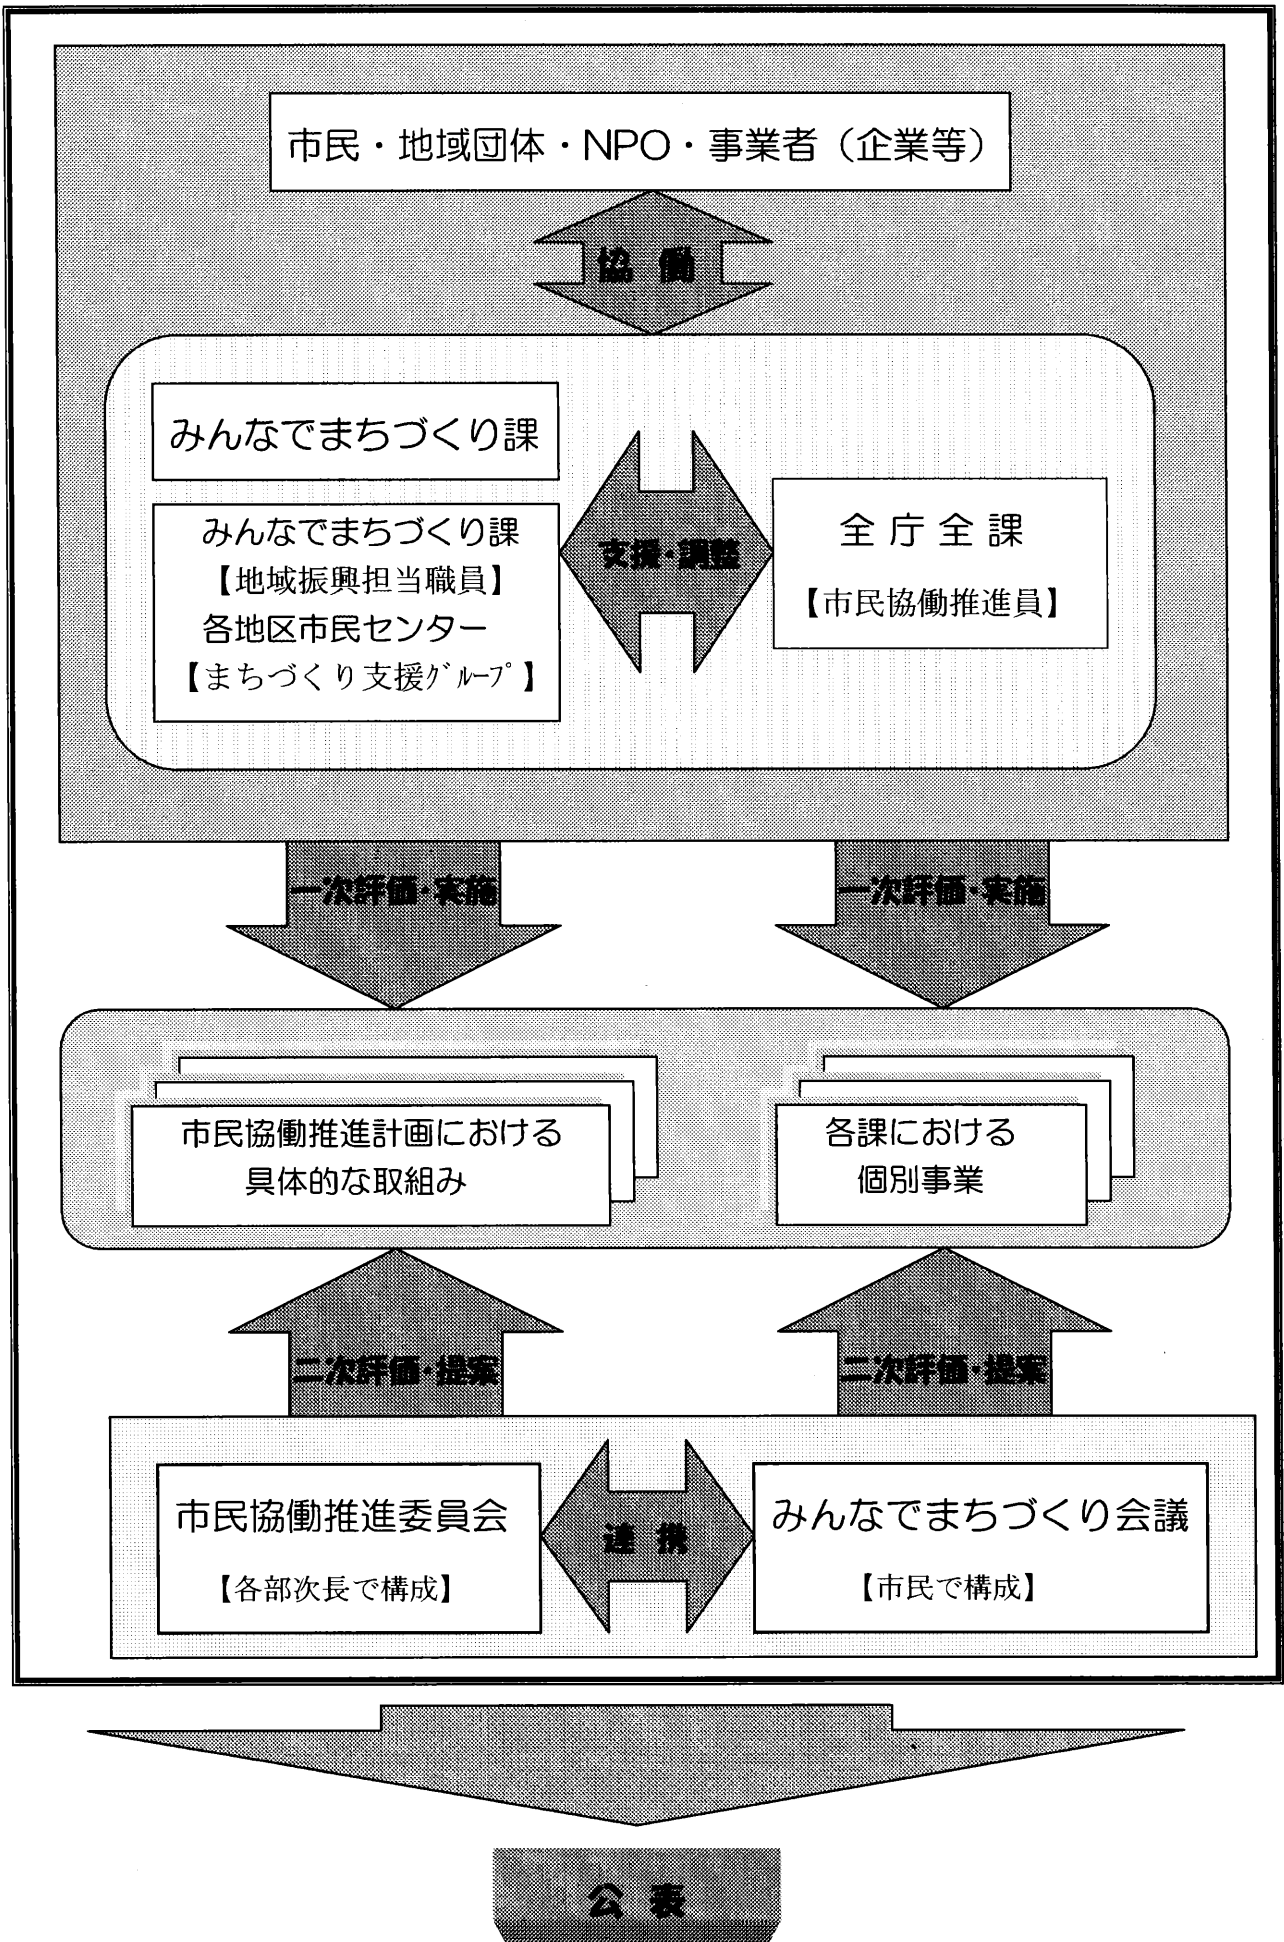 市民・地域団体・NPO・事業者（企業等）
協 働
みんなでまちづくり課
みんなでまちづくり課
【地域振興担当職員】
各地区市民センター
【まちづくり支援ｸﾞﾙｰﾌﾟ】
支援・調整
全 庁 全 課
【市民協働推進員】
一次評価・実施
一次評価・実施
市民協働推進計画における
具体的な取組み
各課における
個別事業
二次評価・提案
二次評価・提案
市民協働推進委員会
【各部次長で構成】
連 携
みんなでまちづくり会議
【市民で構成】
公 表